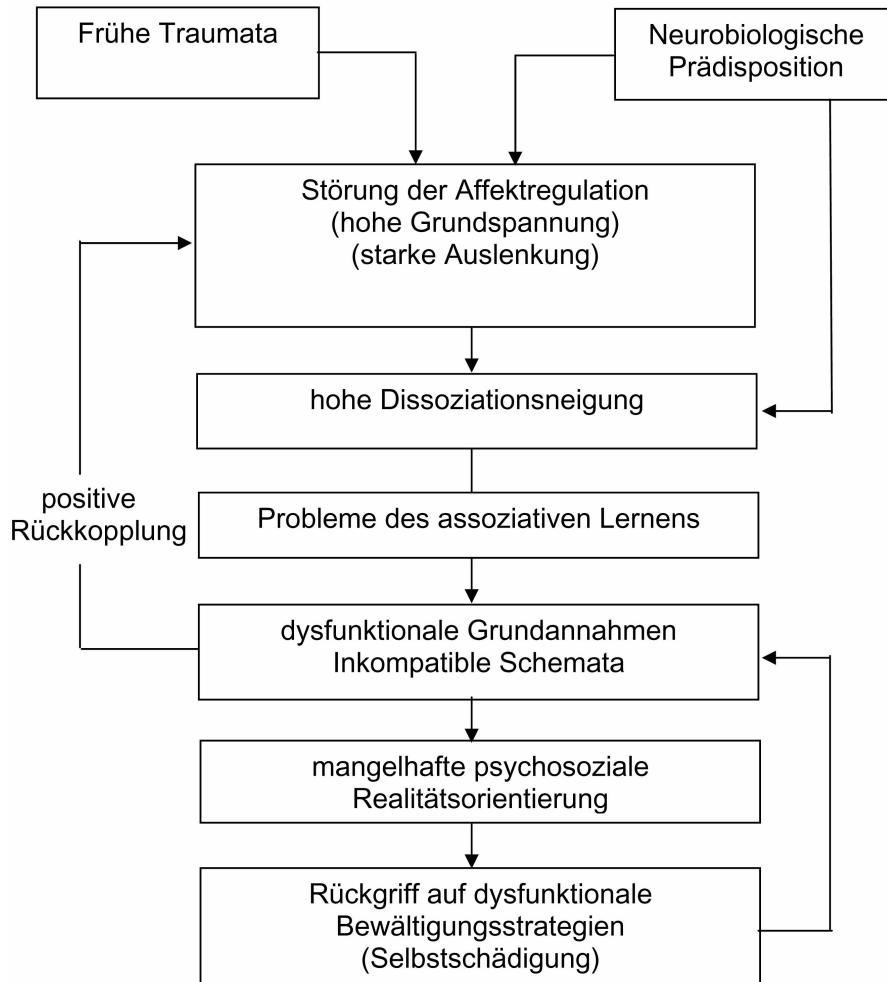 Frühe Traumata
Neurobiologische
Prädisposition
Störung der Affektregulation
(hohe Grundspannung)
(starke Auslenkung)
hohe Dissoziationsneigung
positive
Rückkopplung
Probleme des assoziativen Lernens
dysfunktionale Grundannahmen
Inkompatible Schemata
mangelhafte psychosoziale
Realitätsorientierung
Rückgriff auf dysfunktionale
Bewältigungsstrategien
(Selbstschädigung)